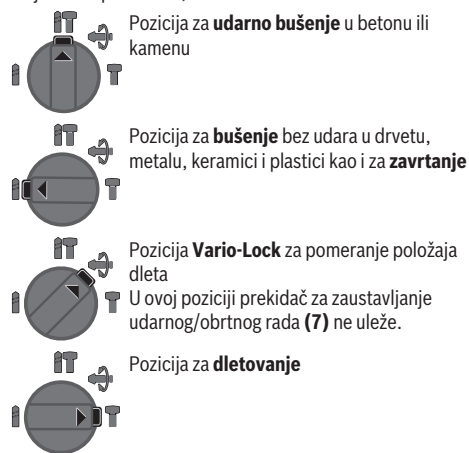 Pozicija za udarno bušenje u betonu ili
kamenu
Pozicija za bušenje bez udara u drvetu,
metalu, keramici i plastici kao i za zavrtanje
Pozicija Vario-Lock za pomeranje položaja
dleta
U ovoj poziciji prekidač za zaustavljanje
udarnog/obrtnog rada (7) ne uleže.
Pozicija za dletovanje